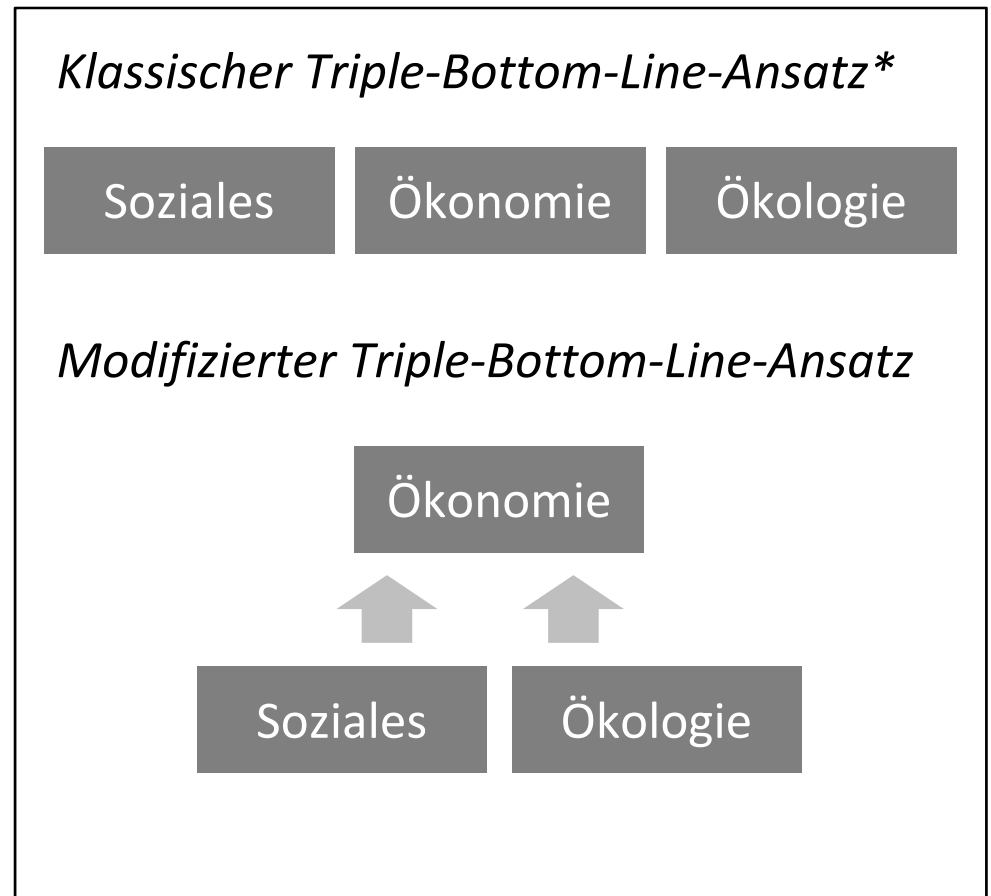 Klassischer Triple-Bottom-Line-Ansatz*
Soziales Ökonomie Ökologie
Modifizierter Triple-Bottom-Line-Ansatz
Ökonomie
Soziales Ökologie